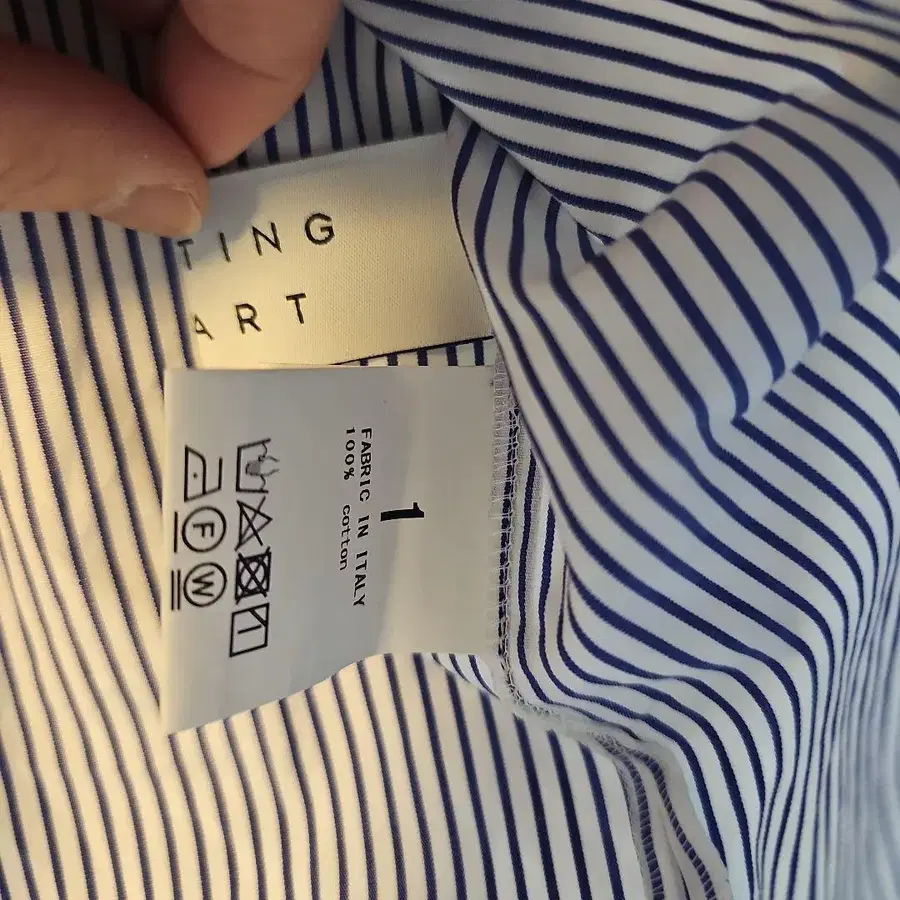 TING
ART
1
FABRIC IN ITALY
100% cotton
F
W